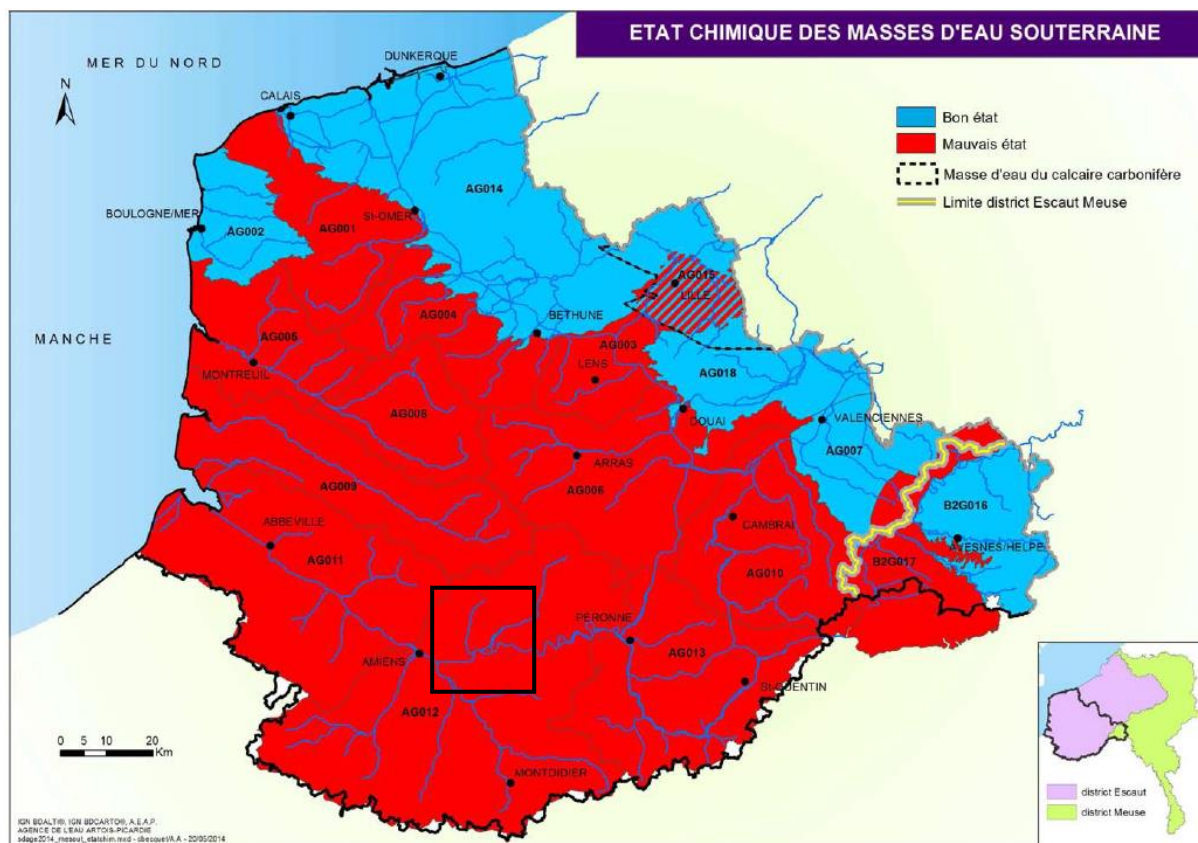 ETAT CHIMIQUE DES MASSES D'EAU SOUTERRAINE
MER DU NORD
N
DUNKERQUE
CALAIS
Bon état
Mauvais état
Masse d'eau du calcaire carbonifère
Limite district Escaut Meuse
AG014
BOULOGNE/MER
AG002
AG001
ST-OMER
AG015
LILLE
MANCHE
AG004
BETHUNE
AG003
AG005
MONTREUIL
LENS
AG018
AG006
DOUAI
VALENCIENNES
AG007
ARRAS
AG009
AG006
B2G016
ABBEVILLE
CAMBRAI
AVESNES/HELPE
AG011
AG010
B2G017
PERONNE
AMIENS
AG013
ST-QUENTIN
AG012
0 5 10 20
Km
MONTDIDIER
district Escaut
district Meuse
IGN BDALTI®, IGN BDCARTO®, A.E.A.P.
AGENCE DE L'EAU ARTOIS-PICARDIE